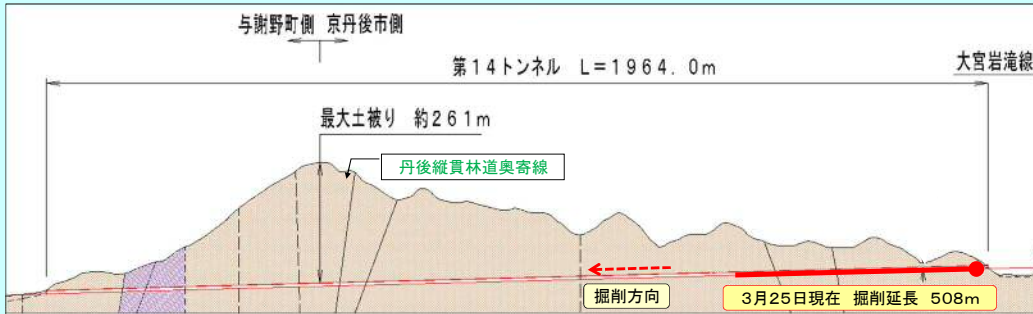 与謝野町側 京丹後市側
第14トンネル L=1964.0m
大宮岩滝線
最大土被り 約261m
丹後縦貫林道奥寄線
掘削方向
3月25日現在 掘削延長 508m